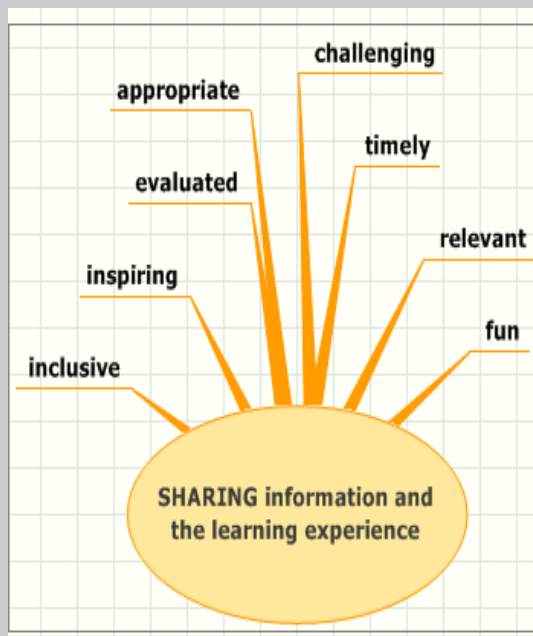 challenging
appropriate
timely
evaluated
relevant
inspiring
fun
inclusive
SHARING information and
the learning experience